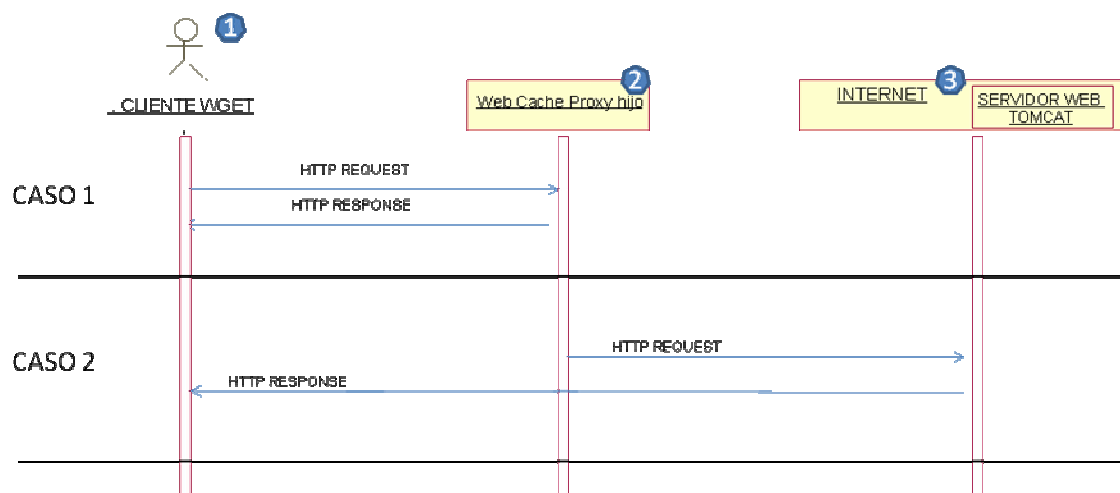 1
. CLIENTE WGET
2
Web Cache Proxy hijo
3
INTERNET
SERVIDOR WEB
TOMCAT
CASO 1
HTTP REQUEST
HTTP RESPONSE
CASO 2
HTTP REQUEST
HTTP RESPONSE